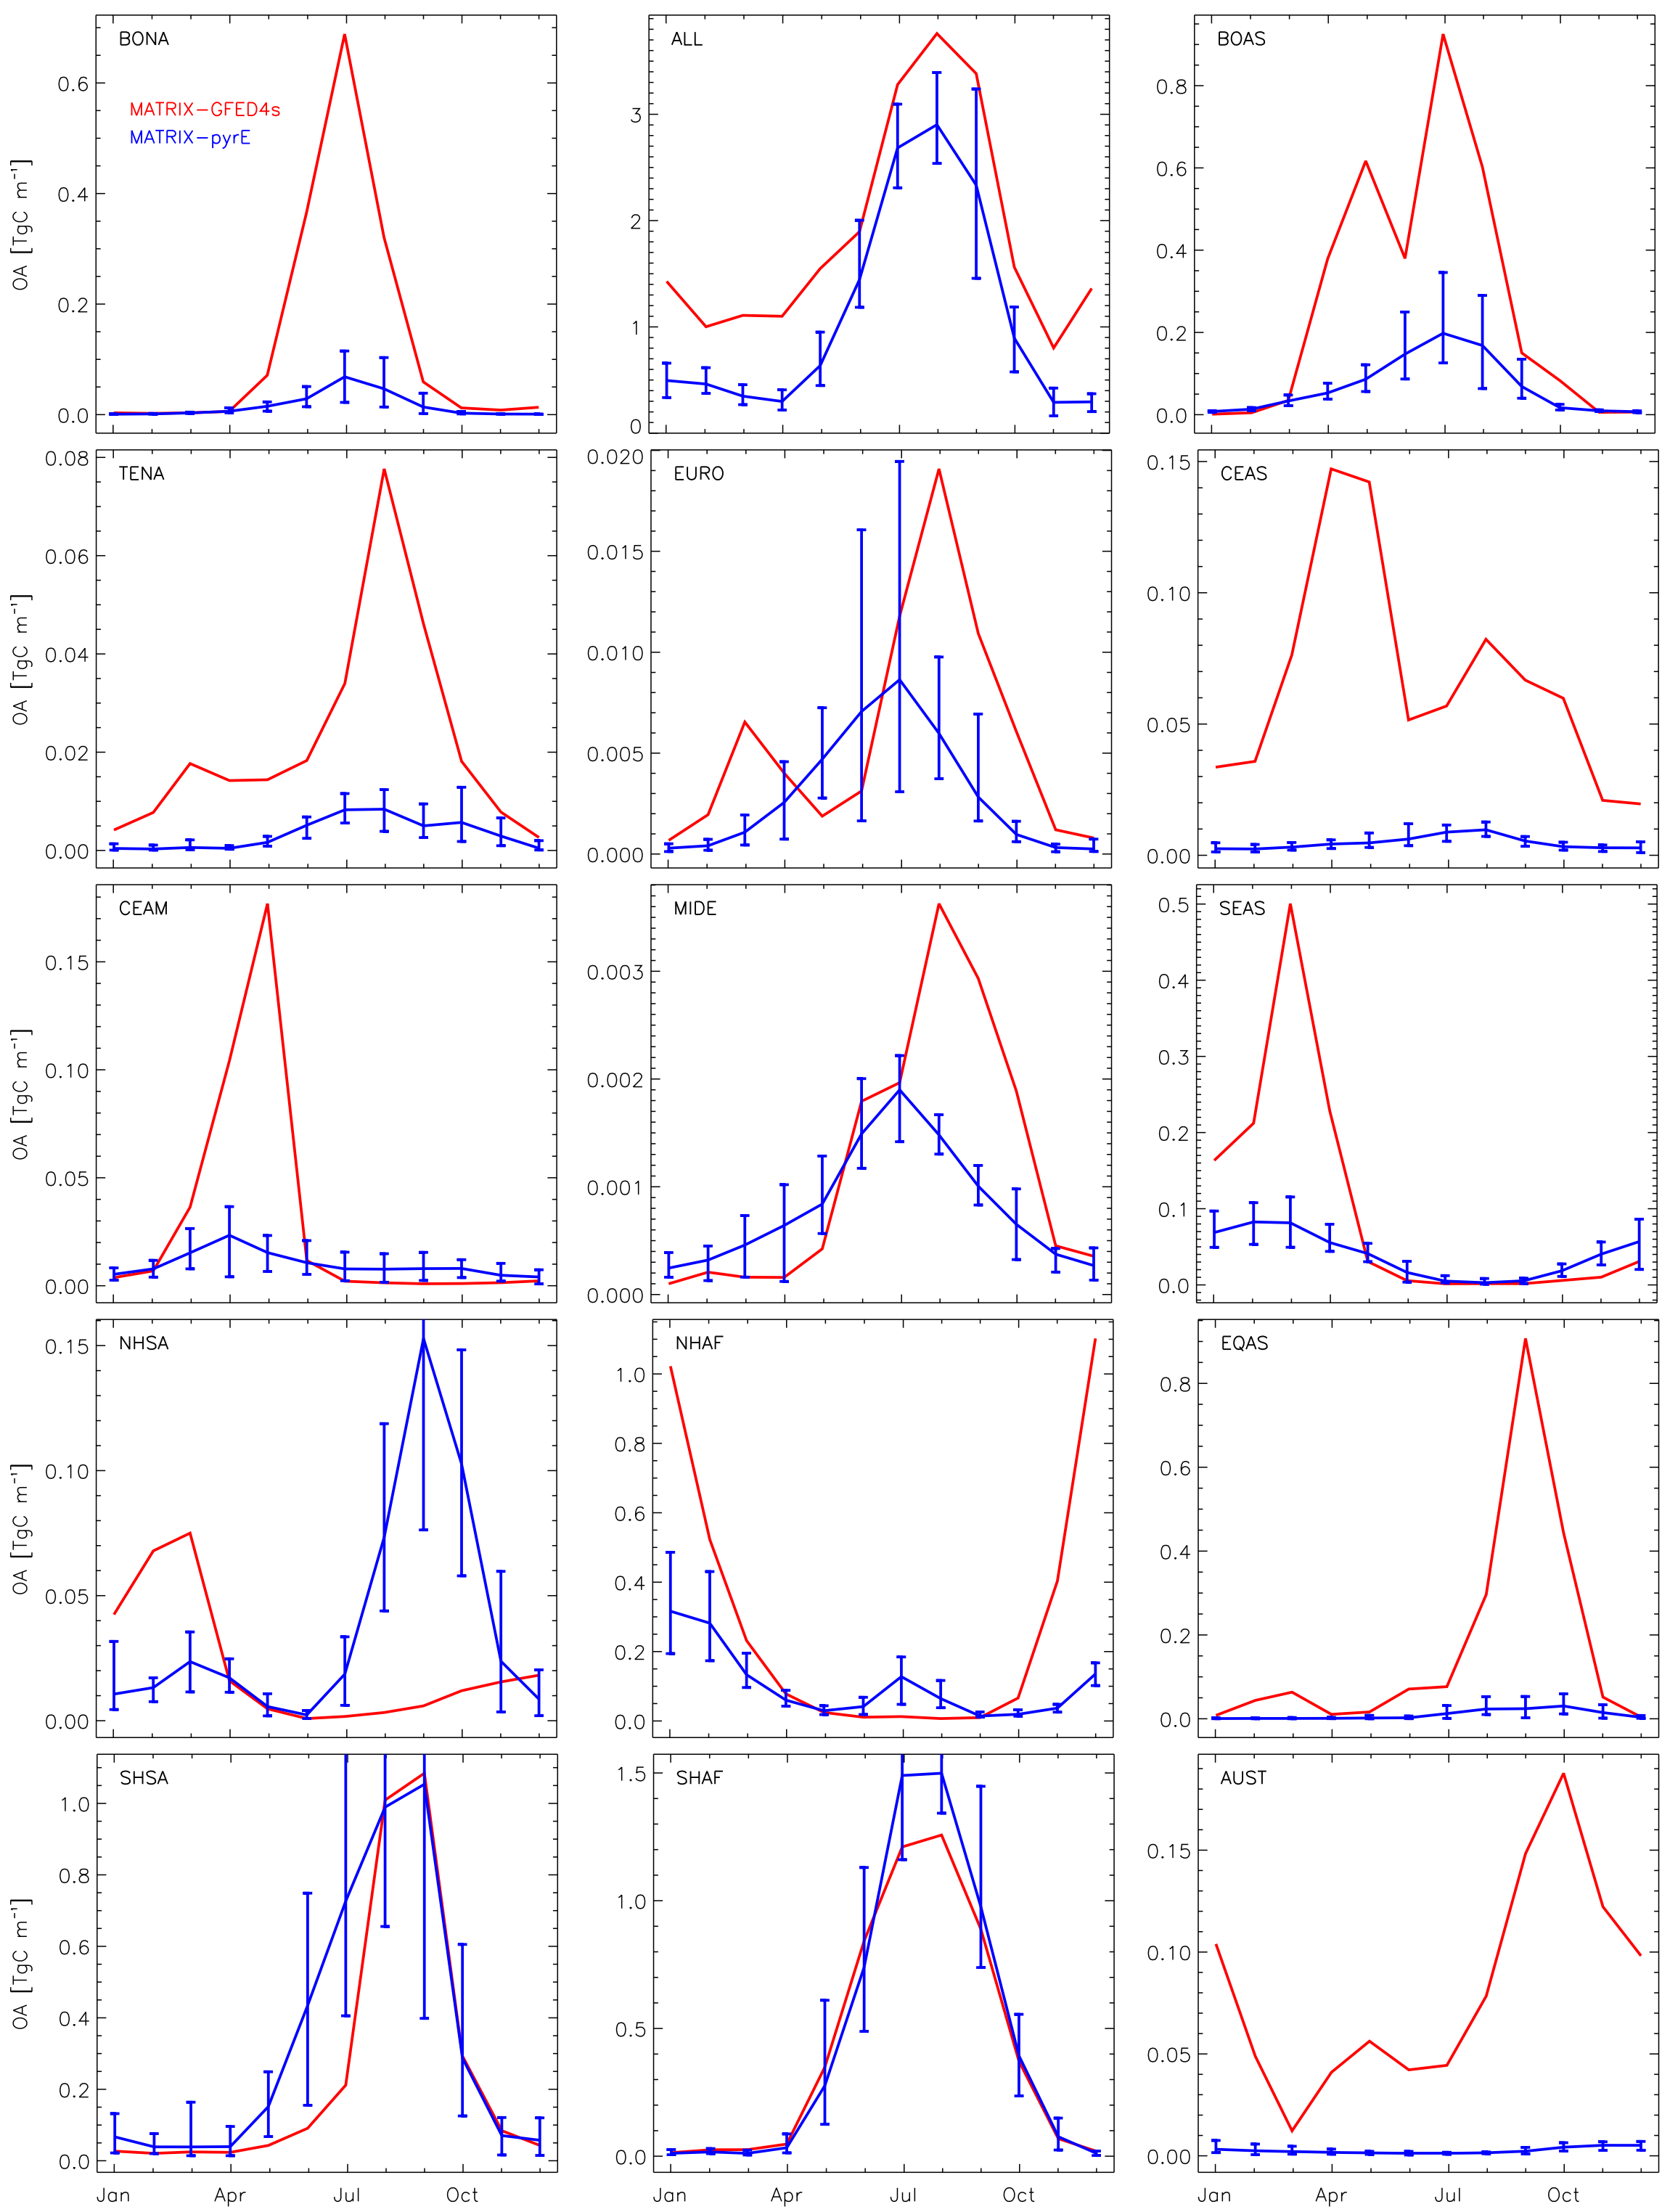 BONA
MATRIX-GFED4s
MATRIX-pyrE
OA [TgC m⁻¹]
0.6
0.4
0.2
0.0
ALL
3
2
1
0
BOAS
0.8
0.6
0.4
0.2
0.0
TENA
OA [TgC m⁻¹]
0.08
0.06
0.04
0.02
0.00
EURO
0.020
0.015
0.010
0.005
0.000
CEAS
0.15
0.10
0.05
0.00
CEAM
OA [TgC m⁻¹]
0.15
0.10
0.05
0.00
MIDE
0.003
0.002
0.001
0.000
SEAS
0.5
0.4
0.3
0.2
0.1
0.0
NHSA
OA [TgC m⁻¹]
0.15
0.10
0.05
0.00
NHAF
1.0
0.8
0.6
0.4
0.2
0.0
EQAS
0.8
0.6
0.4
0.2
0.0
SHSA
OA [TgC m⁻¹]
1.0
0.8
0.6
0.4
0.2
0.0
Jan Apr Jul Oct
SHAF
1.5
1.0
0.5
0.0
Jan Apr Jul Oct
AUST
0.15
0.10
0.05
0.00
Jan Apr Jul Oct